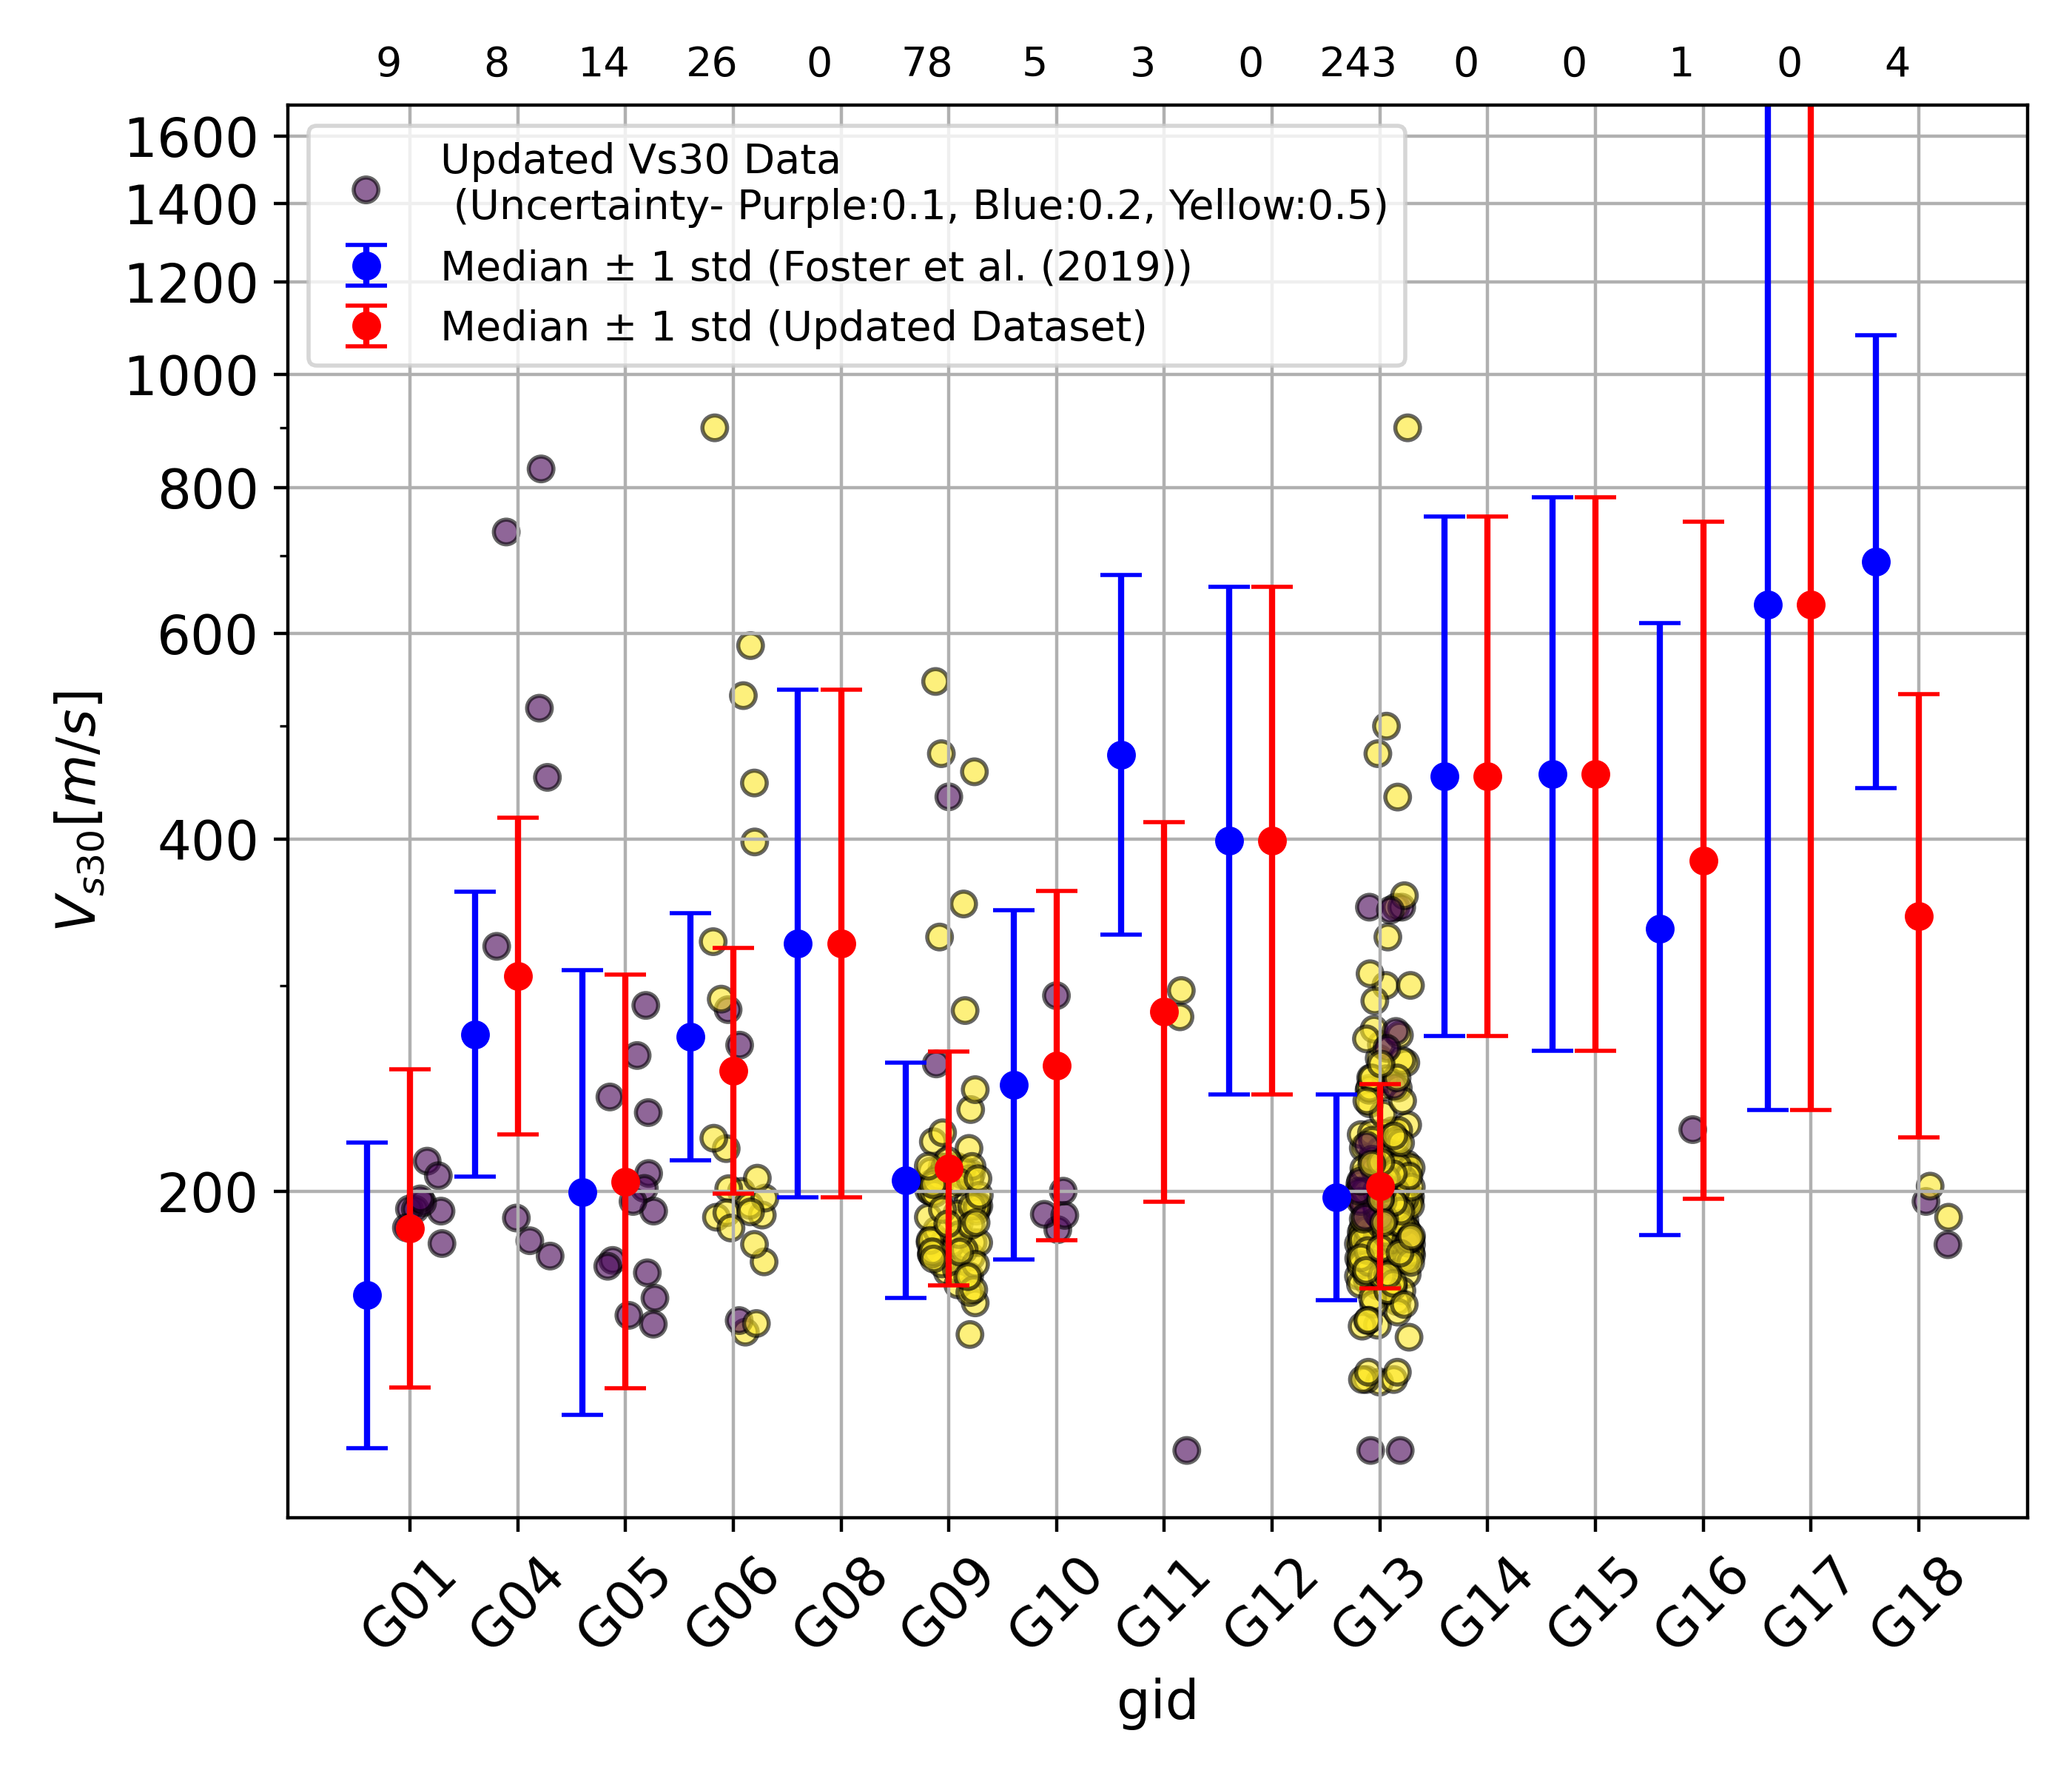 9 8 14 26 0 78 5 3 0 243 0 0 1 0 4
1600
1400
1200
1000
800
600
400
200
Updated Vs30 Data
(Uncertainty- Purple:0.1, Blue:0.2, Yellow:0.5)
Median ± 1 std (Foster et al. (2019))
Median ± 1 std (Updated Dataset)
Vs30[m/s]
G01 G04 G05 G06 G08 G09 G10 G11 G12 G13 G14 G15 G16 G17 G18
gid